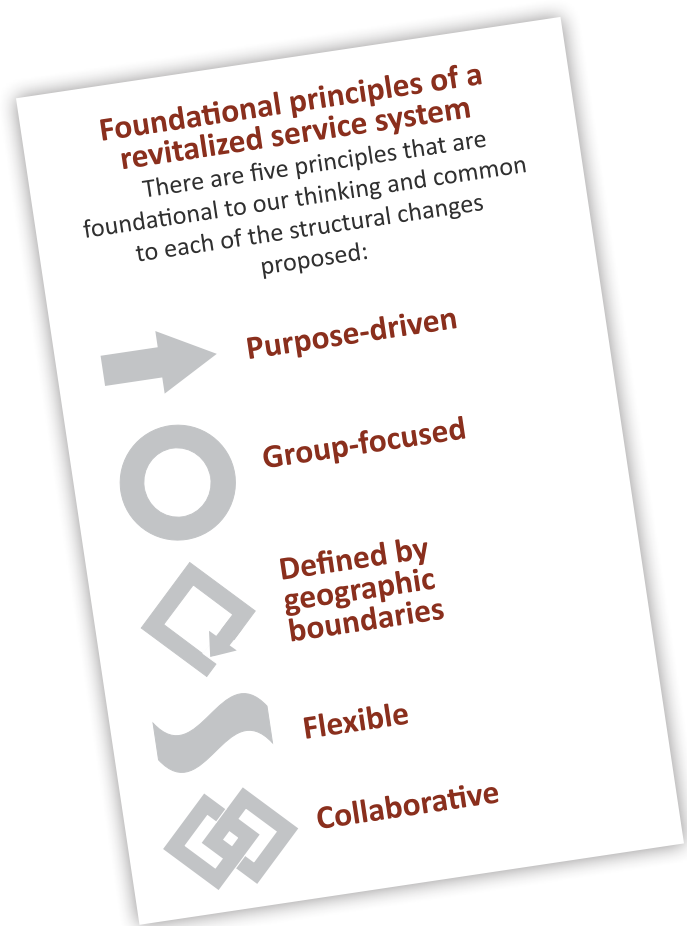 Foundational principles of a
revitalized service system
There are five principles that are
foundational to our thinking and common
to each of the structural changes
proposed:
Purpose-driven
Group-focused
Defined by
geographic
boundaries
Flexible
Collaborative